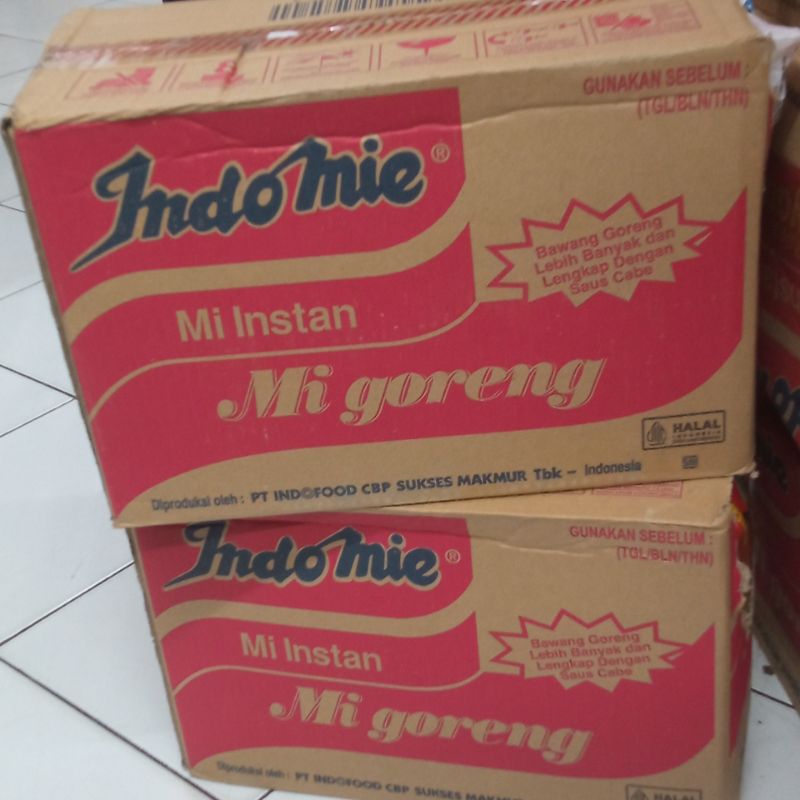 GUNAKAN SEBELUM :
(TGL/BLN/THN)
Indomie®
Bawang Goreng
Lebih Banyak dan
Lengkap Dengan
Saus Cabe
Mi Instan
Mi goreng
HALAL
INDONESIA
Diproduksi oleh : PT INDOFOOD CBP SUKSES MAKMUR Tbk – Indonesia
GUNAKAN SEBELUM :
(TGL/BLN/THN)
Indomie®
Bawang Goreng
Lebih Banyak dan
Lengkap Dengan
Saus Cabe
Mi Instan
Mi goreng
Diproduksi oleh : PT INDOFOOD CBP SUKSES MAKMUR
HALAL